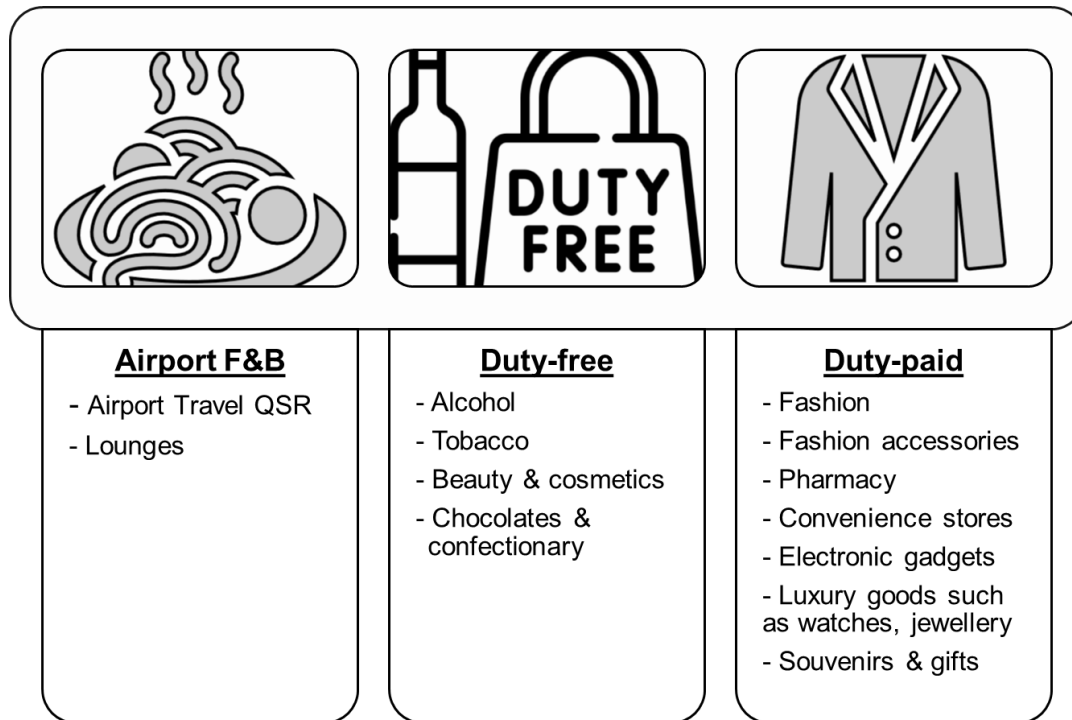 DUTY
FREE
Airport F&B
- Airport Travel QSR
- Lounges
Duty-free
- Alcohol
- Tobacco
- Beauty & cosmetics
- Chocolates &
confectionary
Duty-paid
- Fashion
- Fashion accessories
- Pharmacy
- Convenience stores
- Electronic gadgets
- Luxury goods such
as watches, jewellery
- Souvenirs & gifts